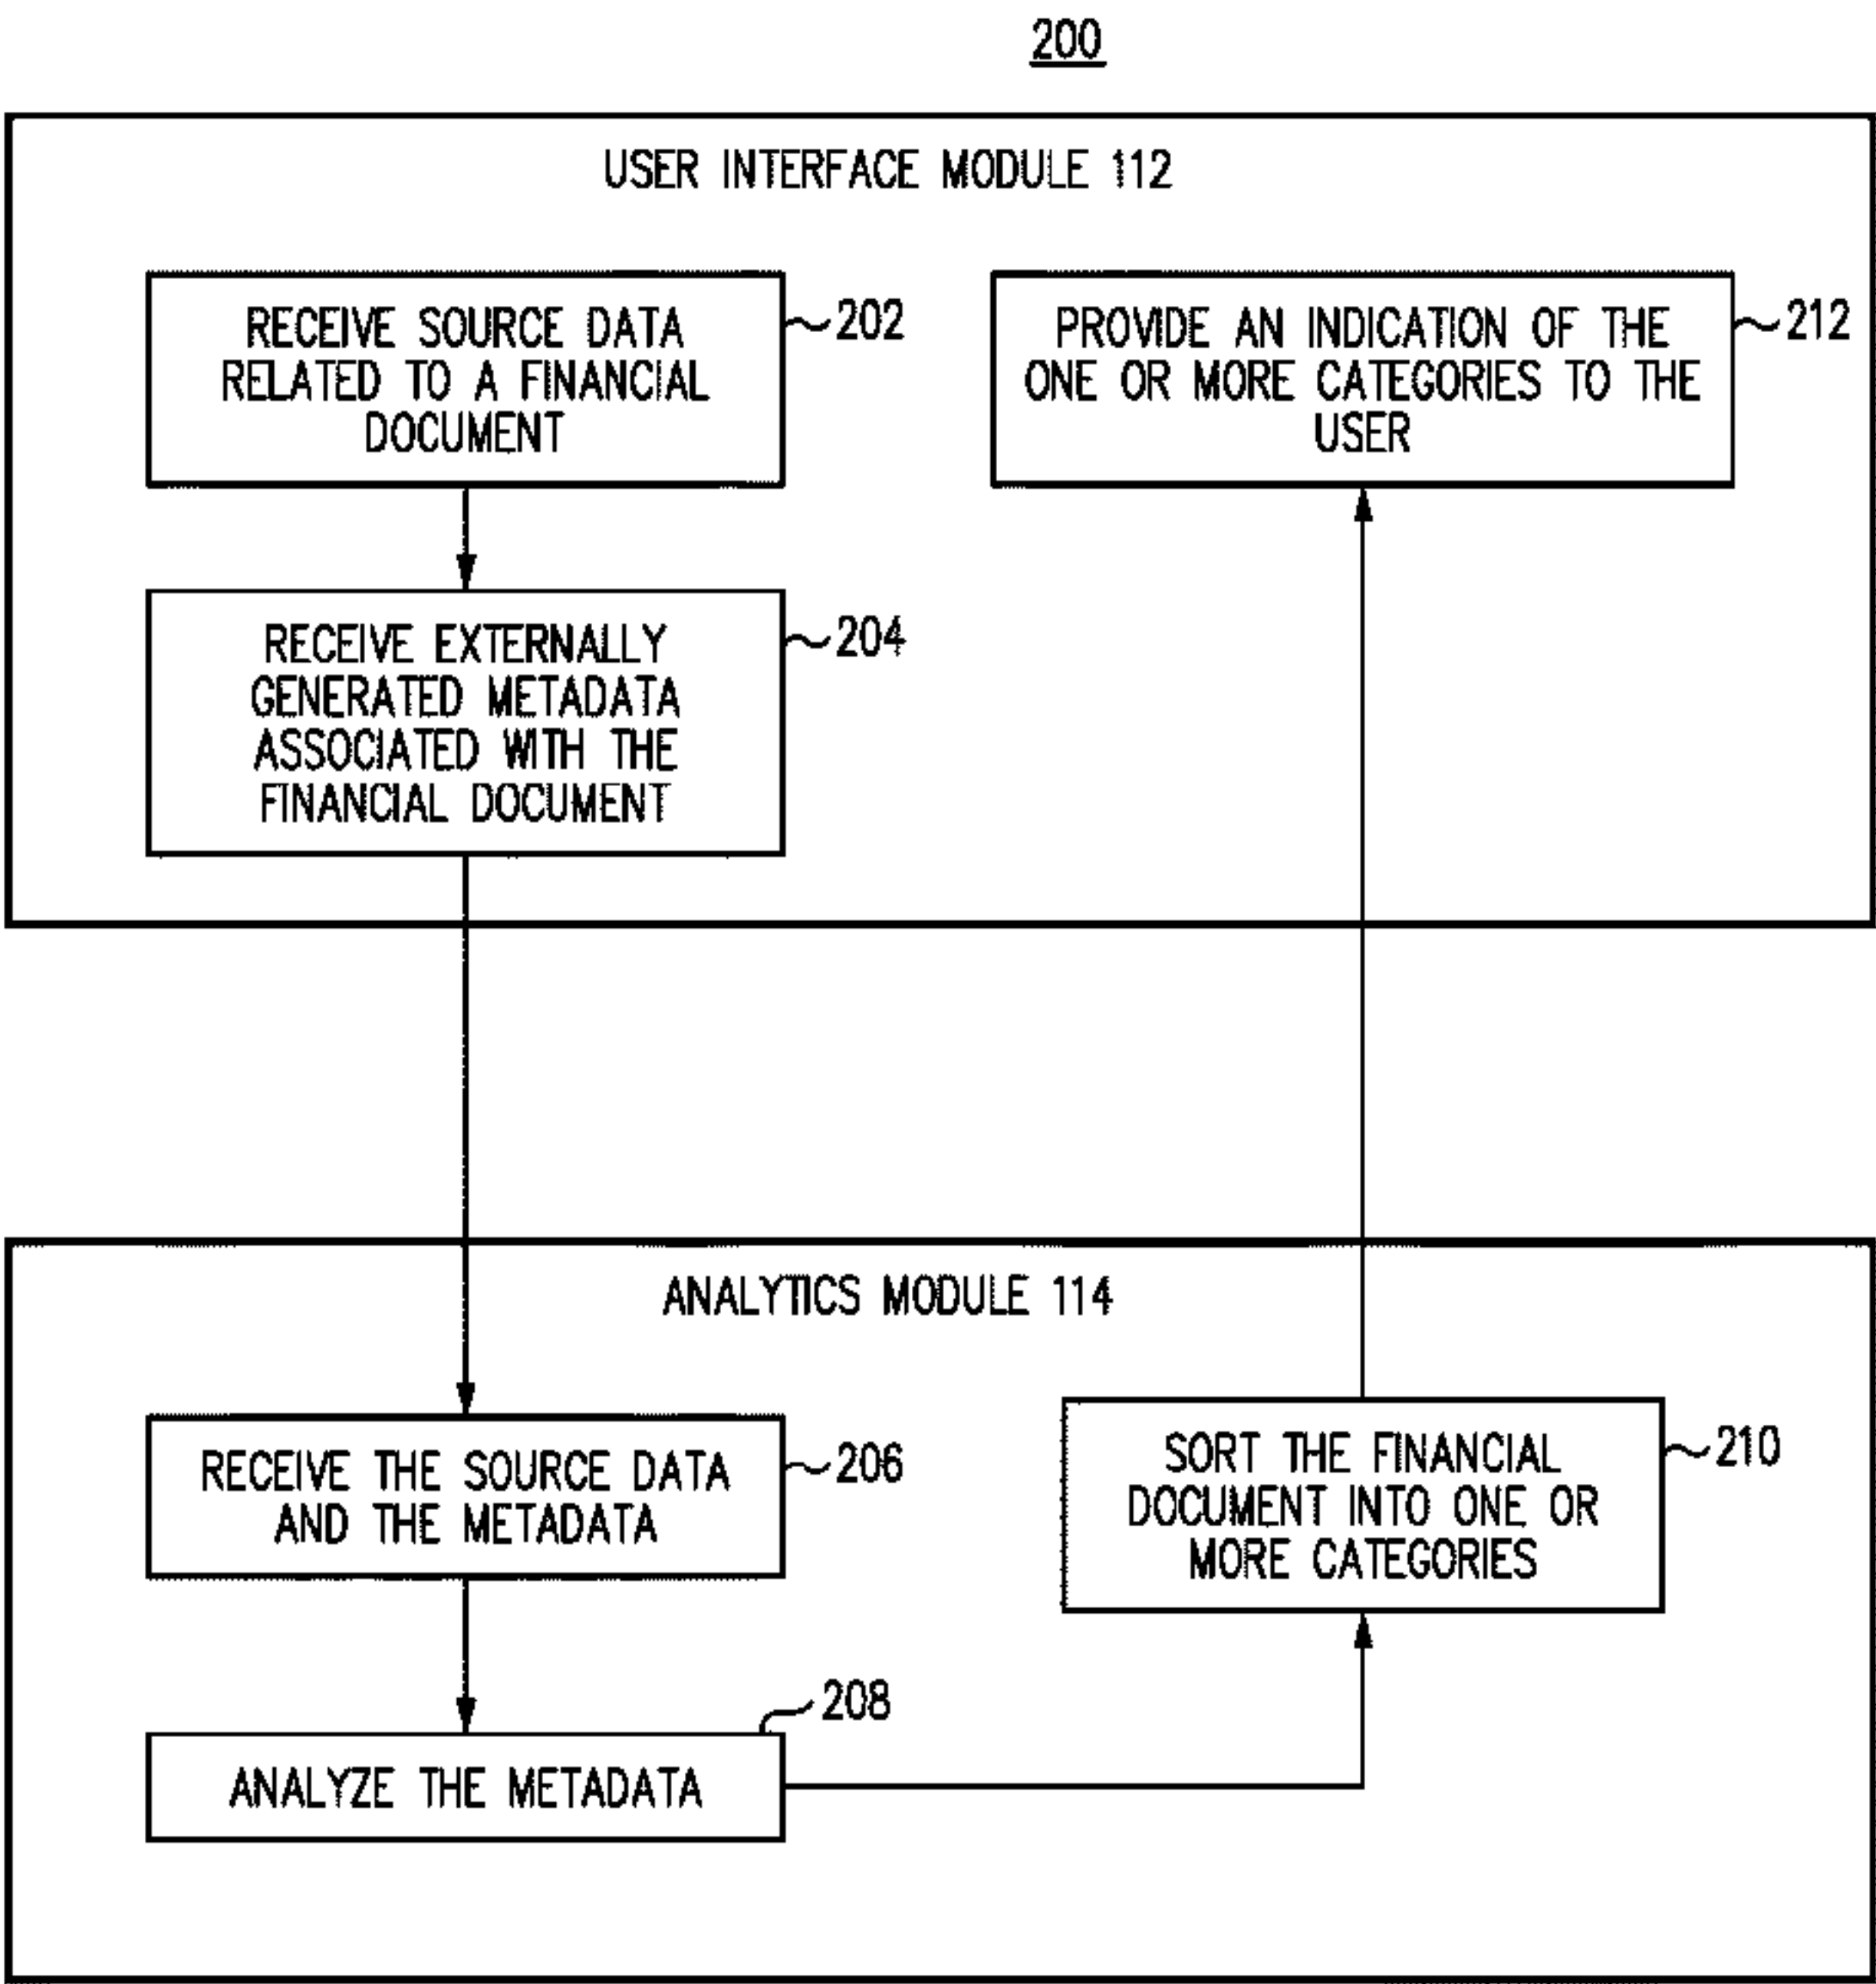 200
USER INTERFACE MODULE 112
RECEIVE SOURCE DATA
RELATED TO A FINANCIAL
DOCUMENT
202
PROVIDE AN INDICATION OF THE
ONE OR MORE CATEGORIES TO THE
USER
212
RECEIVE EXTERNALLY
GENERATED METADATA
ASSOCIATED WITH THE
FINANCIAL DOCUMENT
204
ANALYTICS MODULE 114
RECEIVE THE SOURCE DATA
AND THE METADATA
206
SORT THE FINANCIAL
DOCUMENT INTO ONE OR
MORE CATEGORIES
210
208
ANALYZE THE METADATA